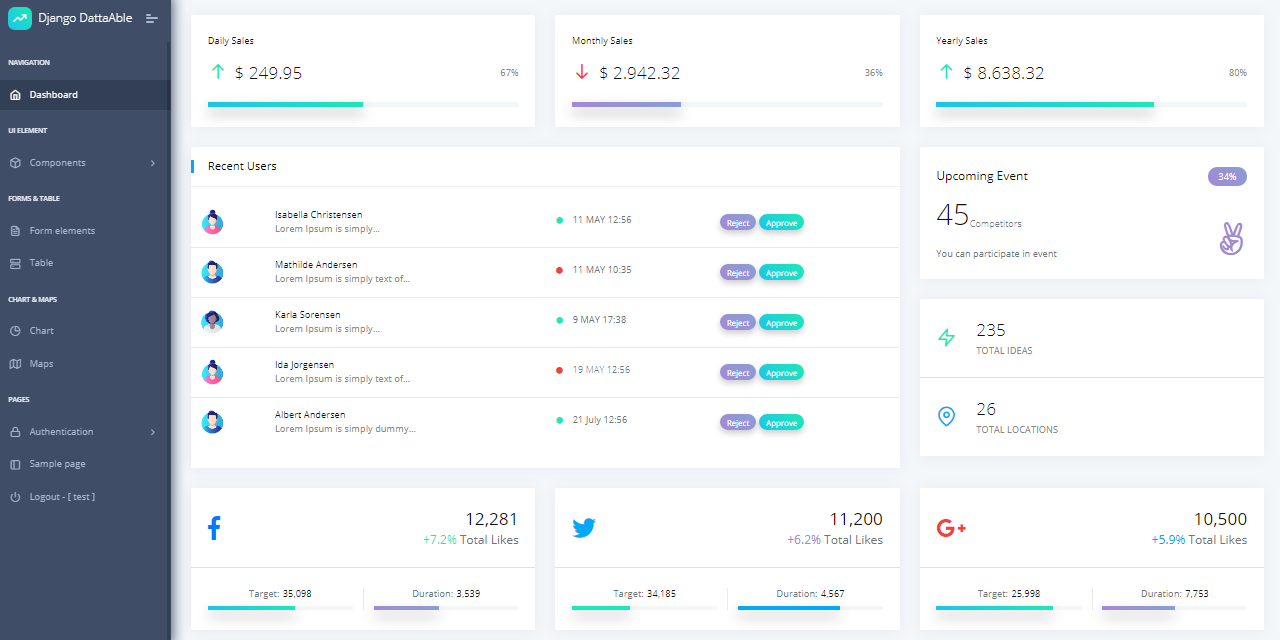 Django DattaAble
NAVIGATION
Dashboard
UI ELEMENT
Components
FORMS & TABLE
Form elements
Table
CHART & MAPS
Chart
Maps
PAGES
Authentication
Sample page
Logout - [ test ]
Daily Sales
$ 249.95
67%
Monthly Sales
$ 2.942.32
36%
Yearly Sales
$ 8.638.32
80%
Recent Users
Isabella Christensen
Lorem Ipsum is simply...
11 MAY 12:56
Reject Approve
Mathilde Andersen
Lorem Ipsum is simply text of...
11 MAY 10:35
Reject Approve
Karla Sorensen
Lorem Ipsum is simply...
9 MAY 17:38
Reject Approve
Ida Jorgensen
Lorem Ipsum is simply text of...
19 MAY 12:56
Reject Approve
Albert Andersen
Lorem Ipsum is simply dummy...
21 July 12:56
Reject Approve
Upcoming Event
34%
45 Competitors
You can participate in event
235
TOTAL IDEAS
26
TOTAL LOCATIONS
12,281
+7.2% Total Likes
Target: 35,098
Duration: 3,539
11,200
+6.2% Total Likes
Target: 34,185
Duration: 4,567
G+
10,500
+5.9% Total Likes
Target: 25,998
Duration: 7,753